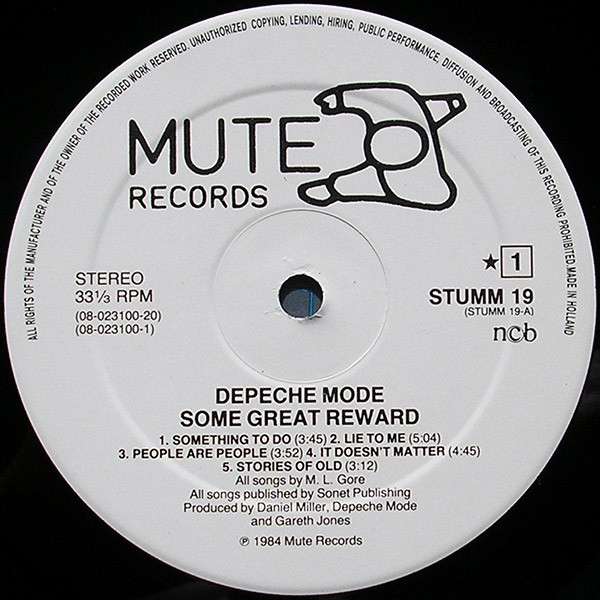 ALL RIGHTS OF THE MANUFACTURER AND OF THE OWNER OF THE RECORDED WORK RESERVED. UNAUTHORIZED COPYING, LENDING, HIRING, PUBLIC PERFORMANCE, DIFFUSION AND BROADCASTING OF THIS RECORDING PROHIBITED. MADE IN HOLLAND
MUTE
RECORDS
STEREO
33⅓ RPM
(08-023100-20)
(08-023100-1)
★ 1
STUMM 19
(STUMM 19-A)
ncb
DEPECHE MODE
SOME GREAT REWARD
1. SOMETHING TO DO (3:45) 2. LIE TO ME (5:04)
3. PEOPLE ARE PEOPLE (3:52) 4. IT DOESN'T MATTER (4:45)
5. STORIES OF OLD (3:12)
All songs by M. L. Gore
All songs published by Sonet Publishing
Produced by Daniel Miller, Depeche Mode
and Gareth Jones
℗ 1984 Mute Records